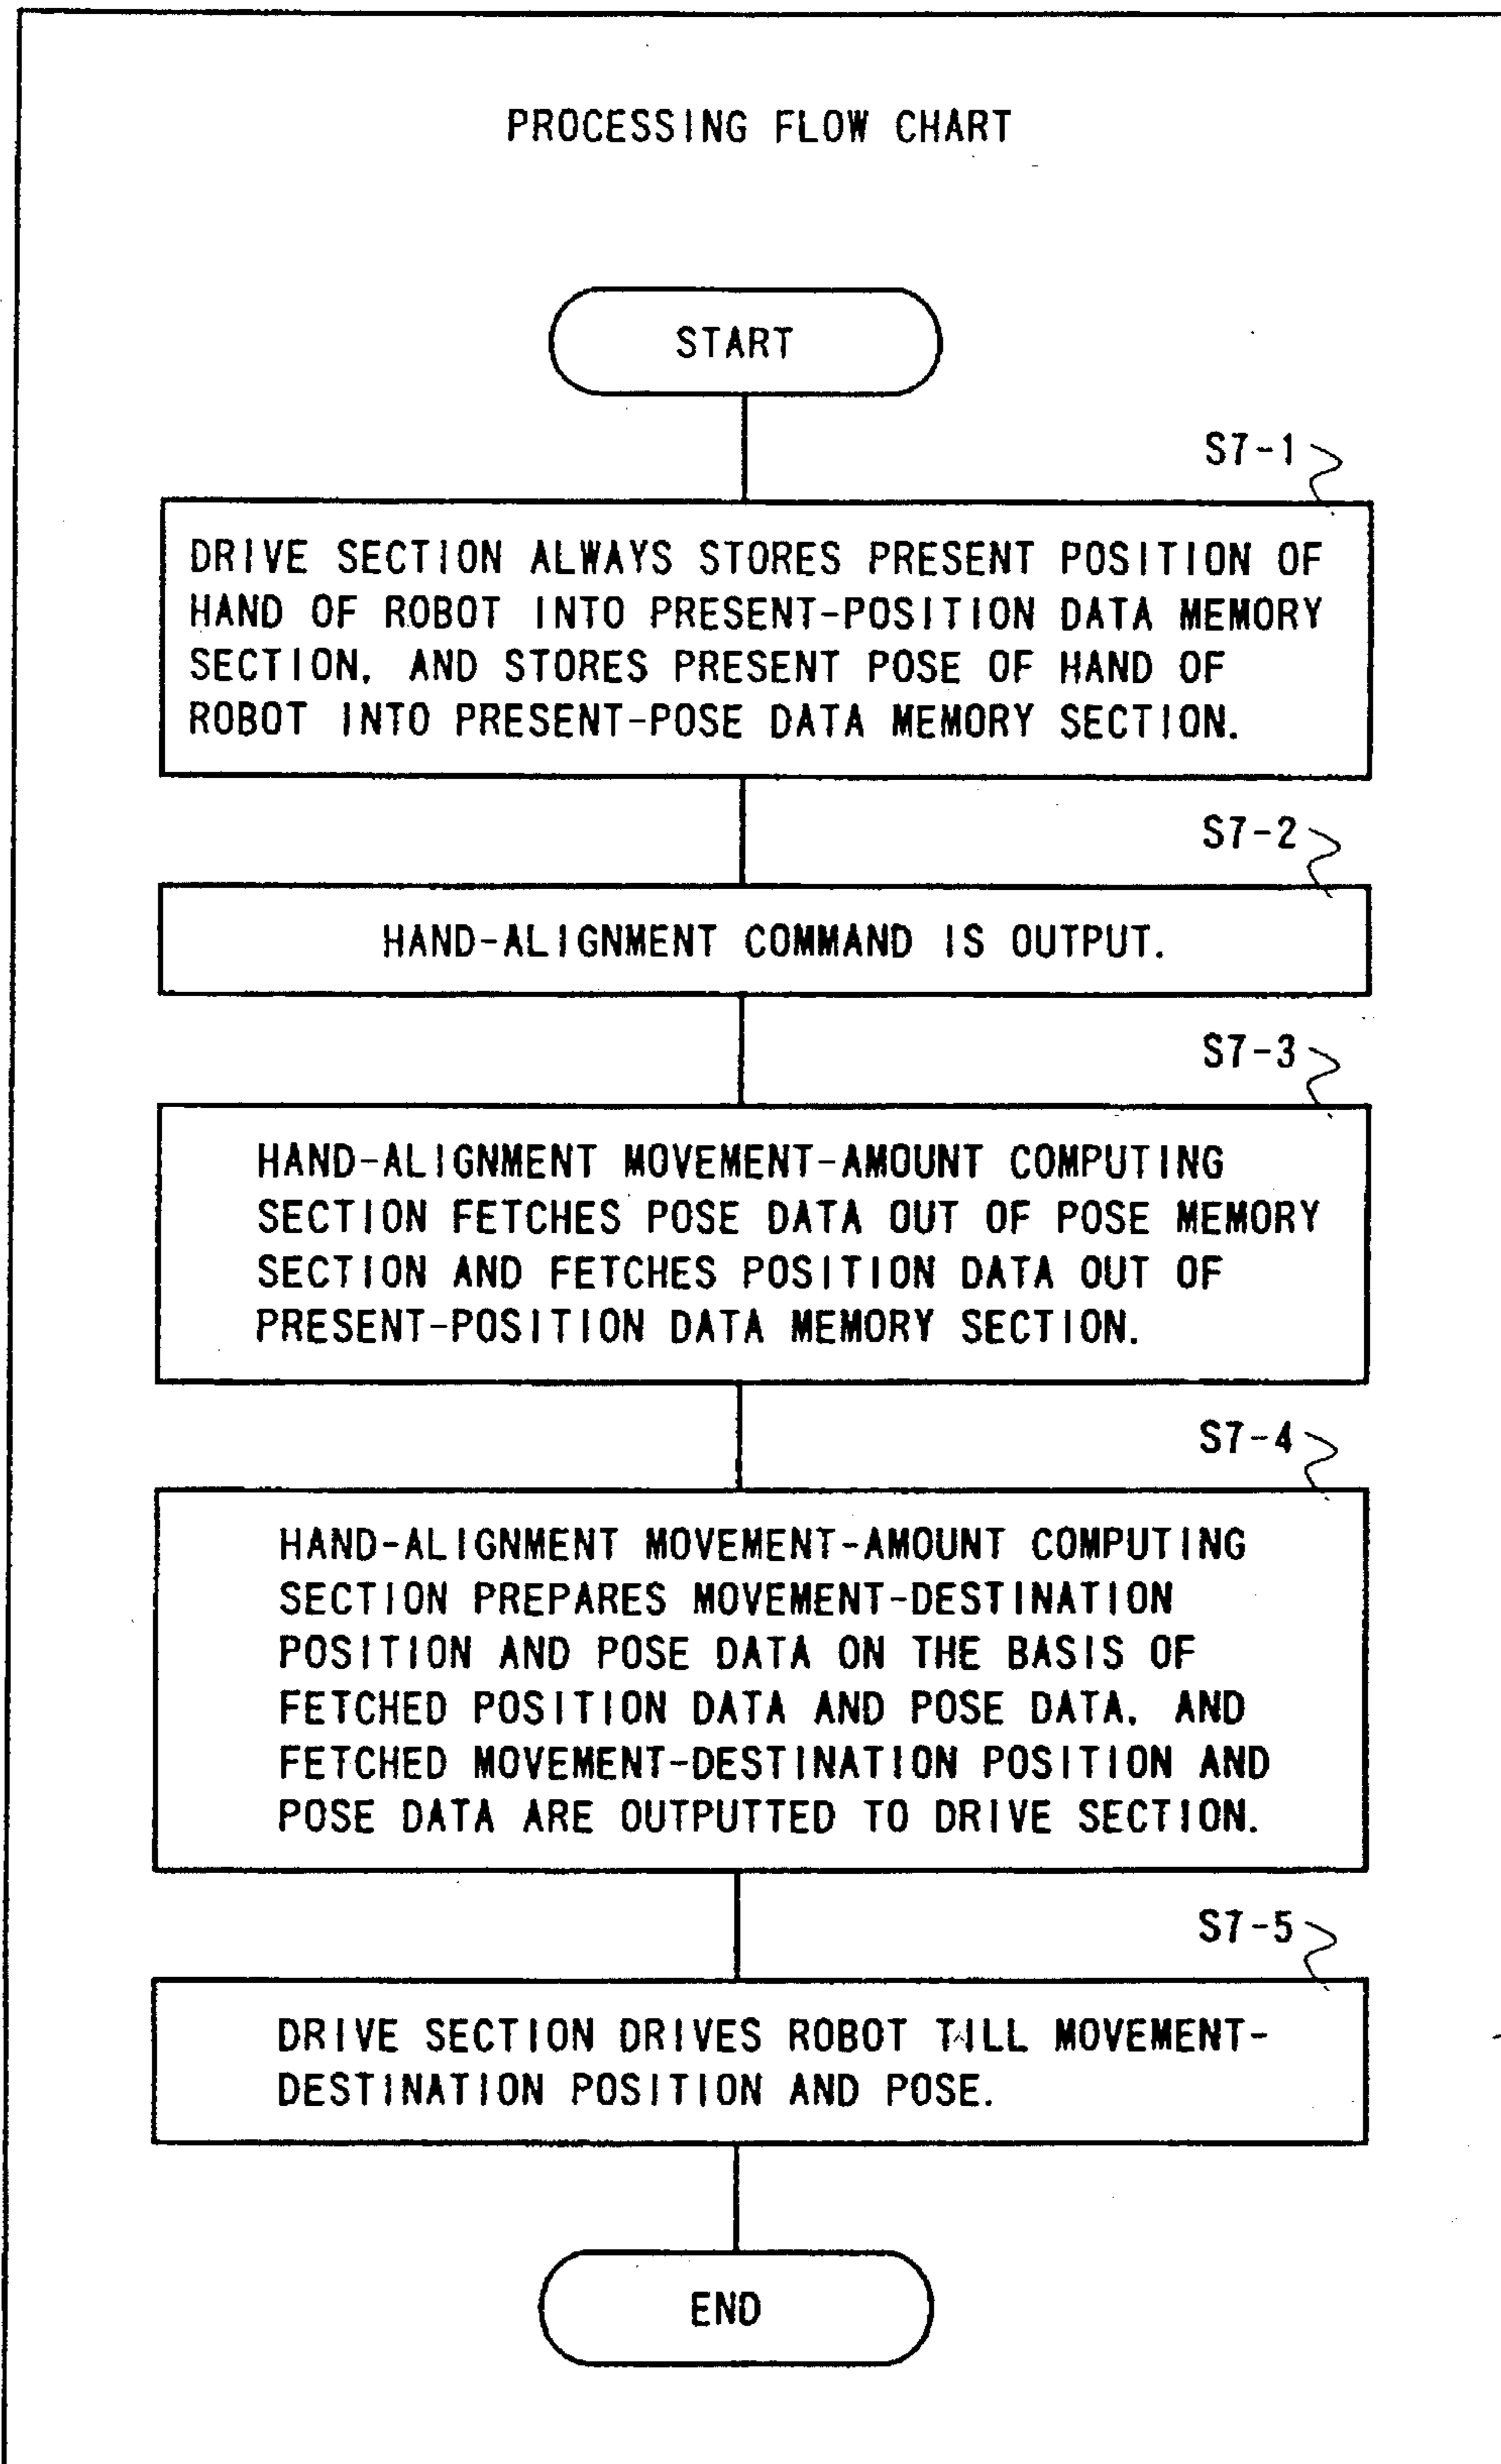 PROCESSING FLOW CHART
START
S7-1
DRIVE SECTION ALWAYS STORES PRESENT POSITION OF
HAND OF ROBOT INTO PRESENT-POSITION DATA MEMORY
SECTION, AND STORES PRESENT POSE OF HAND OF
ROBOT INTO PRESENT-POSE DATA MEMORY SECTION.
S7-2
HAND-ALIGNMENT COMMAND IS OUTPUT.
S7-3
HAND-ALIGNMENT MOVEMENT-AMOUNT COMPUTING
SECTION FETCHES POSE DATA OUT OF POSE MEMORY
SECTION AND FETCHES POSITION DATA OUT OF
PRESENT-POSITION DATA MEMORY SECTION.
S7-4
HAND-ALIGNMENT MOVEMENT-AMOUNT COMPUTING
SECTION PREPARES MOVEMENT-DESTINATION
POSITION AND POSE DATA ON THE BASIS OF
FETCHED POSITION DATA AND POSE DATA, AND
FETCHED MOVEMENT-DESTINATION POSITION AND
POSE DATA ARE OUTPUTTED TO DRIVE SECTION.
S7-5
DRIVE SECTION DRIVES ROBOT TILL MOVEMENT-
DESTINATION POSITION AND POSE.
END